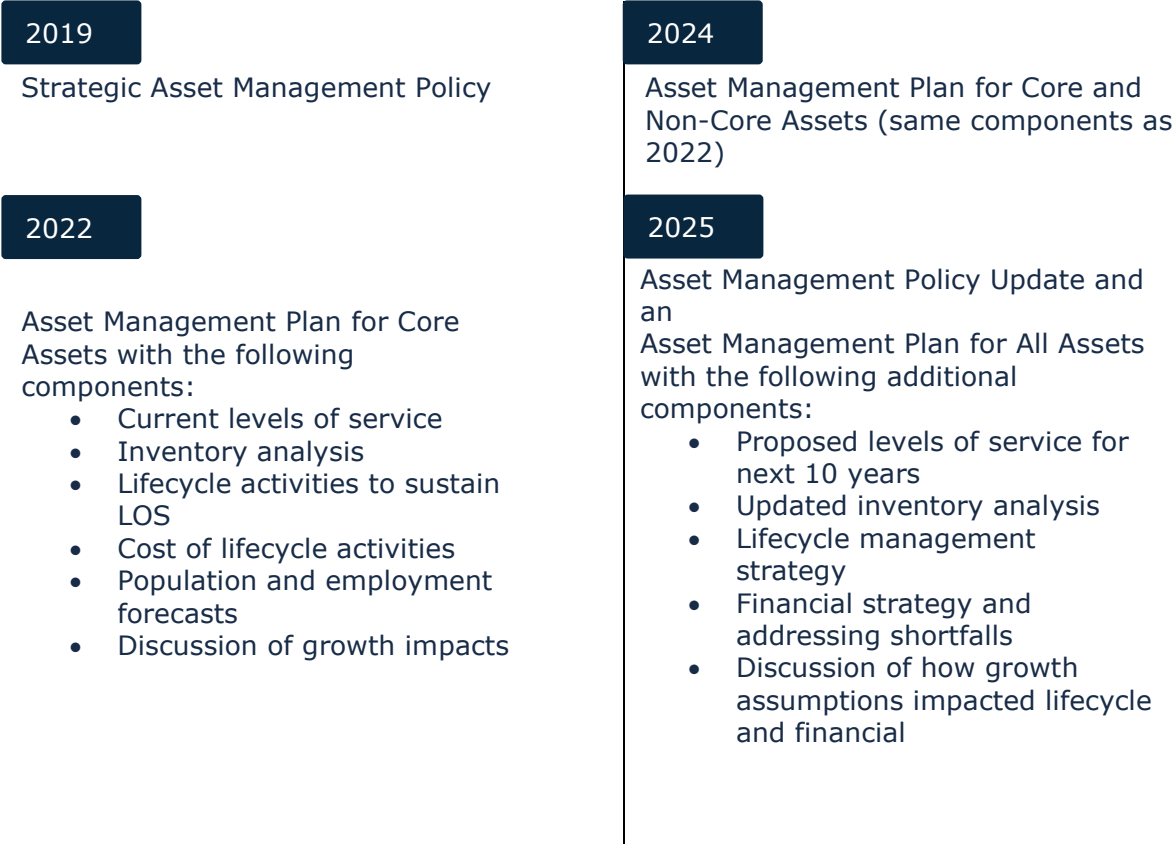 2019
Strategic Asset Management Policy
2022
Asset Management Plan for Core
Assets with the following
components:
• Current levels of service
• Inventory analysis
• Lifecycle activities to sustain
LOS
• Cost of lifecycle activities
• Population and employment
forecasts
• Discussion of growth impacts
2024
Asset Management Plan for Core and
Non-Core Assets (same components as
2022)
2025
Asset Management Policy Update and
an
Asset Management Plan for All Assets
with the following additional
components:
• Proposed levels of service for
next 10 years
• Updated inventory analysis
• Lifecycle management
strategy
• Financial strategy and
addressing shortfalls
• Discussion of how growth
assumptions impacted lifecycle
and financial